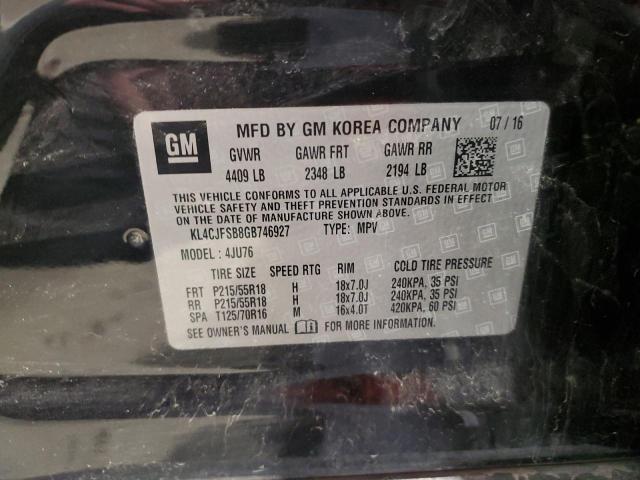 GM MFD BY GM KOREA COMPANY 07/16
GVWR GAWR FRT GAWR RR
4409 LB 2348 LB 2194 LB
THIS VEHICLE CONFORMS TO ALL APPLICABLE U.S. FEDERAL MOTOR
VEHICLE SAFETY AND THEFT PREVENTION STANDARDS IN EFFECT
ON THE DATE OF MANUFACTURE SHOWN ABOVE.
KL4CJFSB8GB746927 TYPE: MPV
MODEL : 4JU76
TIRE SIZE SPEED RTG RIM COLD TIRE PRESSURE
FRT P215/55R18 H 18x7.0J 240KPA, 35 PSI
RR P215/55R18 H 18x7.0J 240KPA, 35 PSI
SPA T125/70R16 M 16x4.0T 420KPA, 60 PSI
SEE OWNER'S MANUAL FOR MORE INFORMATION.